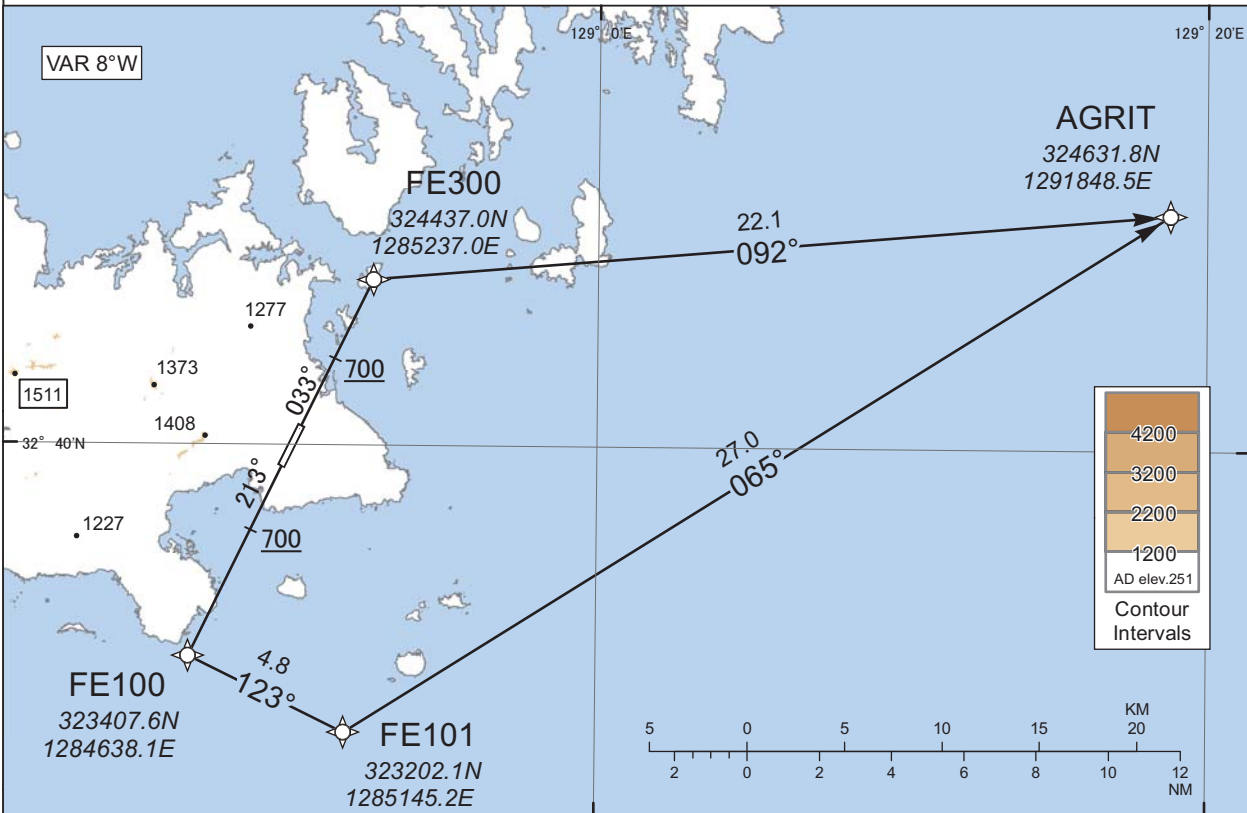 129° 0'E
129° 20'E
VAR 8°W
AGRIT
324631.8N
1291848.5E
FE300
324437.0N
1285237.0E
22.1
092°
1277
700
1373
1511
033°
1408
32° 40'N
4200
3200
2200
1200
AD elev.251
Contour
Intervals
27.0
065°
213°
700
1227
4.8
123°
FE100
323407.6N
1284638.1E
FE101
323202.1N
1285145.2E
KM
5 0 5 10 15 20
2 0 2 4 6 8 10 12
NM